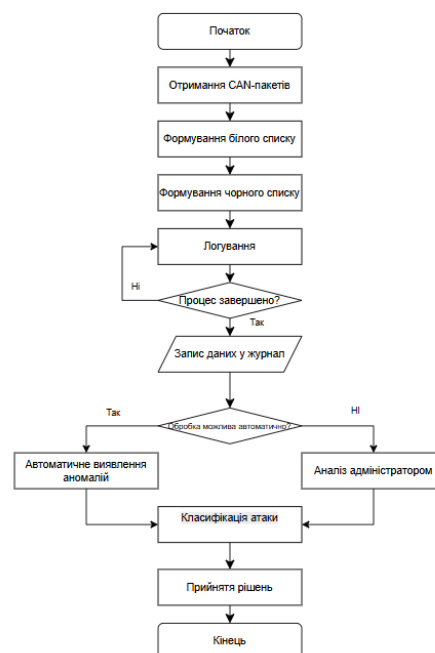 Початок
Отримання CAN-пакетів
Формування білого списку
Формування чорного списку
Логування
Ні
Процес завершено?
Так
Запис даних у журнал
Так
НІ
Обробка можлива автоматично?
Автоматичне виявлення
аномалій
Аналіз адміністратором
Класифікація атаки
Прийнятя рішень
Кінець